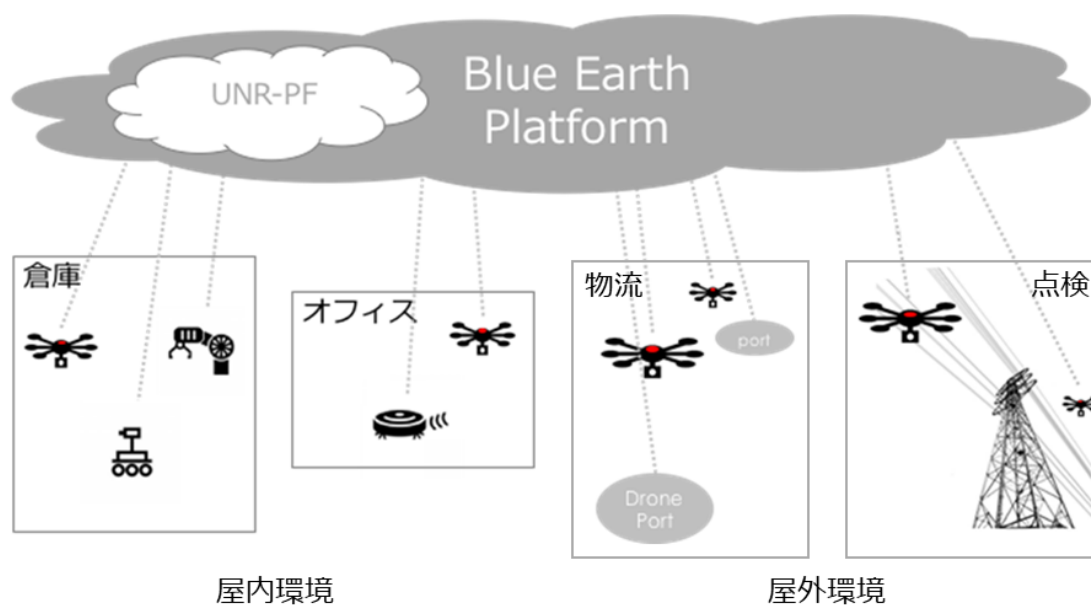 UNR-PF
Blue Earth
Platform
倉庫
オフィス
物流
port
Drone
Port
点検
屋内環境
屋外環境